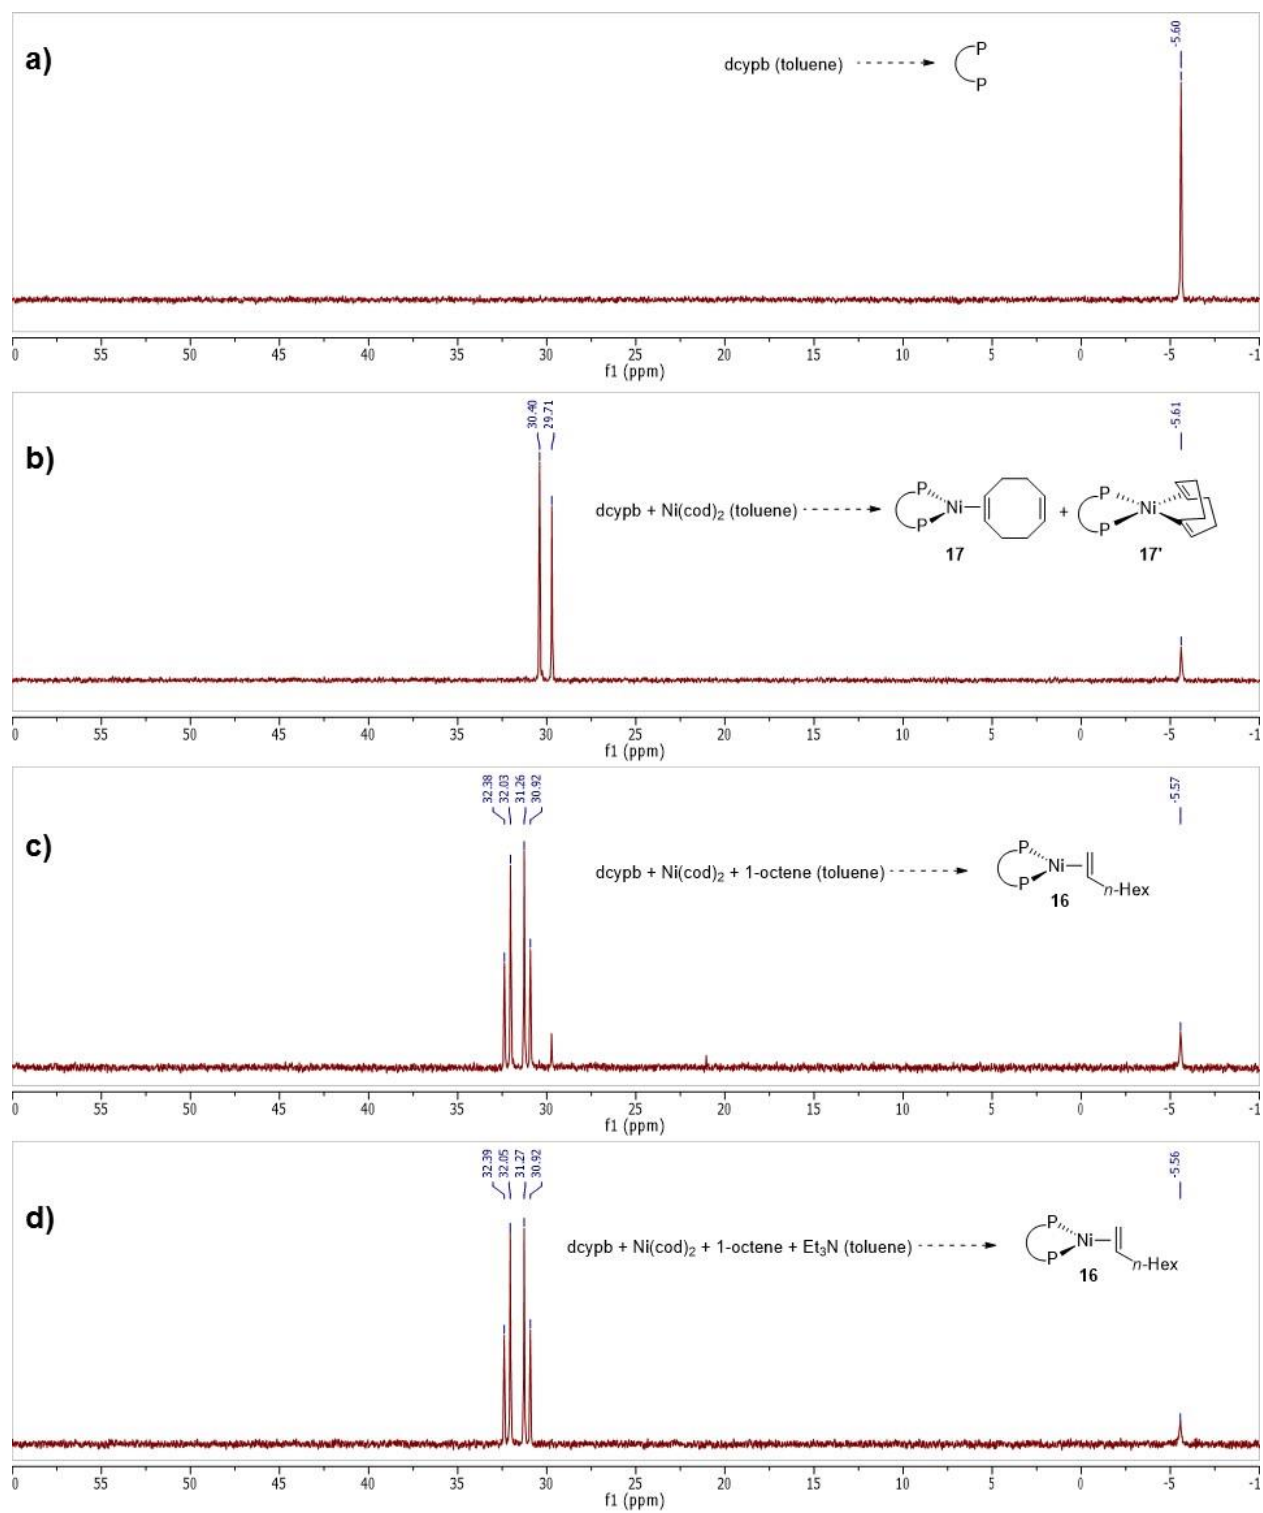 a)
-5.60
dcypb (toluene)
P
P
0 55 50 45 40 35 30 25 20 15 10 5 0 -5 -1
f1 (ppm)
b)
30.40
29.71
-5.61
dcypb + Ni(cod)2 (toluene)
P
P
Ni
17
+
P
P
Ni
17'
0 55 50 45 40 35 30 25 20 15 10 5 0 -5 -1
f1 (ppm)
c)
32.38
32.03
31.26
30.92
-5.57
dcypb + Ni(cod)2 + 1-octene (toluene)
P
P
Ni
n-Hex
16
0 55 50 45 40 35 30 25 20 15 10 5 0 -5 -1
f1 (ppm)
d)
32.39
32.05
31.27
30.92
-5.56
dcypb + Ni(cod)2 + 1-octene + Et3N (toluene)
P
P
Ni
n-Hex
16
0 55 50 45 40 35 30 25 20 15 10 5 0 -5 -1
f1 (ppm)